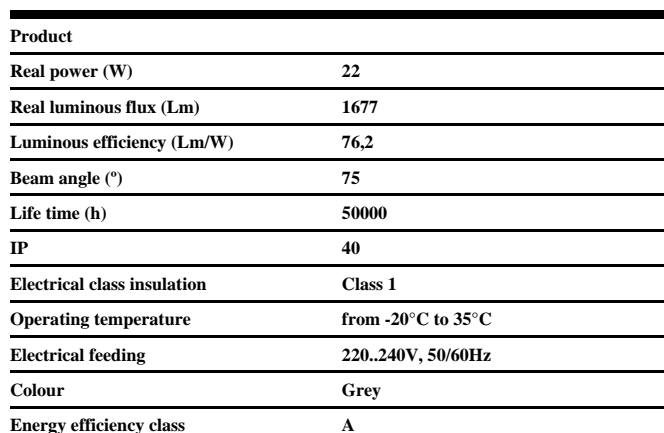 Product
Real power (W) 22
Real luminous flux (Lm) 1677
Luminous efficiency (Lm/W) 76,2
Beam angle (º) 75
Life time (h) 50000
IP 40
Electrical class insulation Class 1
Operating temperature from -20°C to 35°C
Electrical feeding 220..240V, 50/60Hz
Colour Grey
Energy efficiency class A